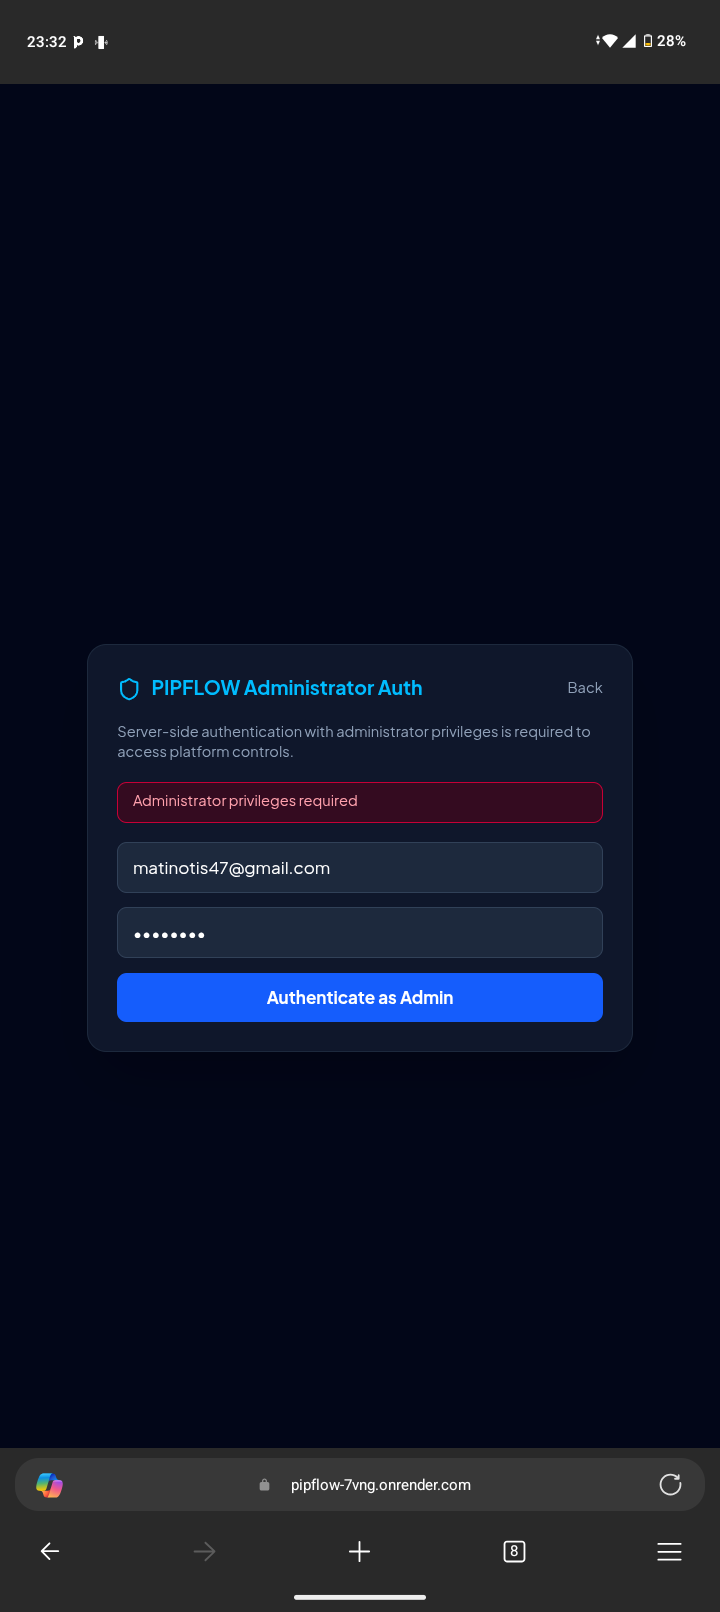 23:32
28%
PIPFLOW Administrator Auth
Back
Server-side authentication with administrator privileges is required to
access platform controls.
Administrator privileges required
matinotis47@gmail.com
••••••••
Authenticate as Admin
pipflow-7vng.onrender.com
8